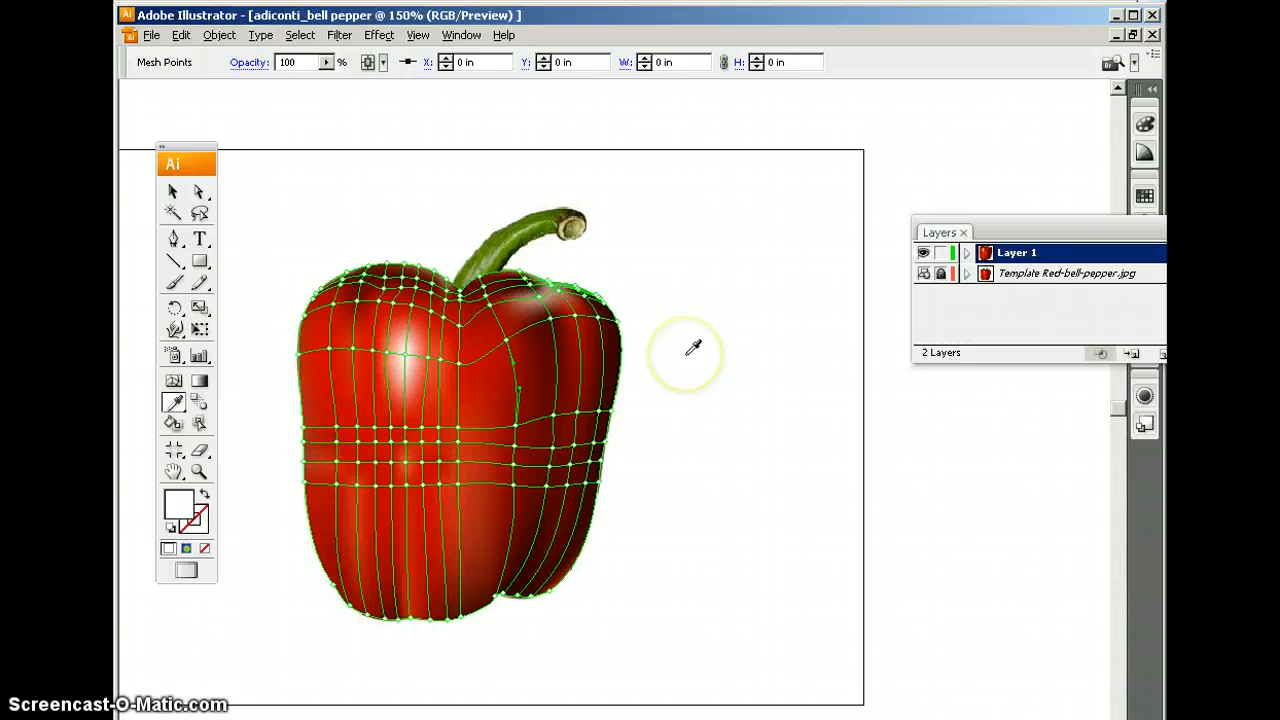 Adobe Illustrator - [adiconti_bell pepper @ 150% (RGB/Preview) ]
File Edit Object Type Select Filter Effect View Window Help
Mesh Points Opacity: 100 % X: 0 in Y: 0 in W: 0 in H: 0 in
Ai
Layers
Layer 1
Template Red-bell-pepper.jpg
2 Layers
Screencast-O-Matic.com